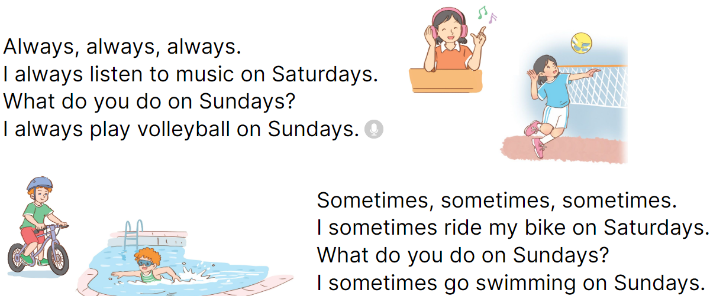 Always, always, always.
I always listen to music on Saturdays.
What do you do on Sundays?
I always play volleyball on Sundays.
Sometimes, sometimes, sometimes.
I sometimes ride my bike on Saturdays.
What do you do on Sundays?
I sometimes go swimming on Sundays.